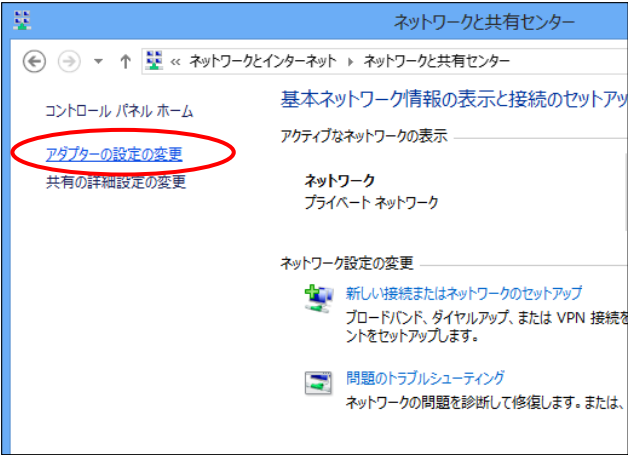 ネットワークと共有センター
« ネットワークとインターネット ▸ ネットワークと共有センター
コントロール パネル ホーム
アダプターの設定の変更
共有の詳細設定の変更
基本ネットワーク情報の表示と接続のセットアッ
アクティブなネットワークの表示
ネットワーク
プライベート ネットワーク
ネットワーク設定の変更
新しい接続またはネットワークのセットアップ
ブロードバンド、ダイヤルアップ、または VPN 接続を
ントをセットアップします。
問題のトラブルシューティング
ネットワークの問題を診断して修復します。または、